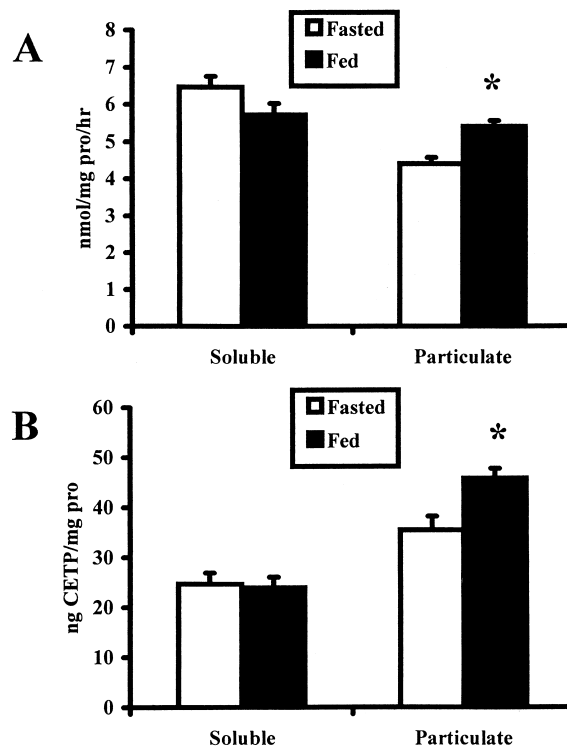 A
Fasted
Fed
8
7
6
5
4
3
2
1
0
nmol/mg pro/hr
*
Soluble
Particulate
B
Fasted
Fed
60
50
40
30
20
10
0
ng CETP/mg pro
*
Soluble
Particulate